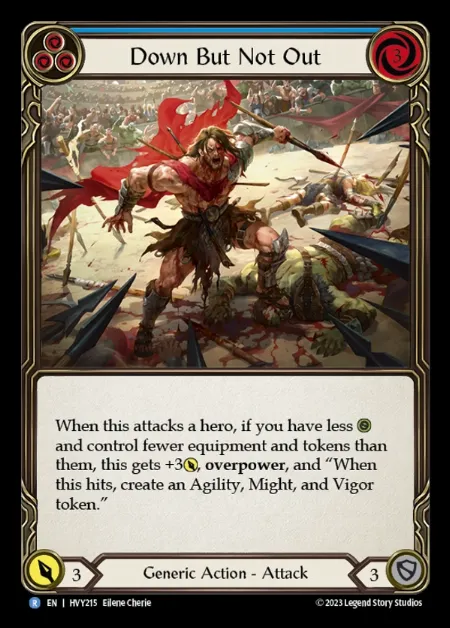 Down But Not Out
3
When this attacks a hero, if you have less
and control fewer equipment and tokens than
them, this gets +3, overpower, and “When
this hits, create an Agility, Might, and Vigor
token.”
3
Generic Action - Attack
3
R EN | HVY215 Eilene Cherie
© 2023 Legend Story Studios